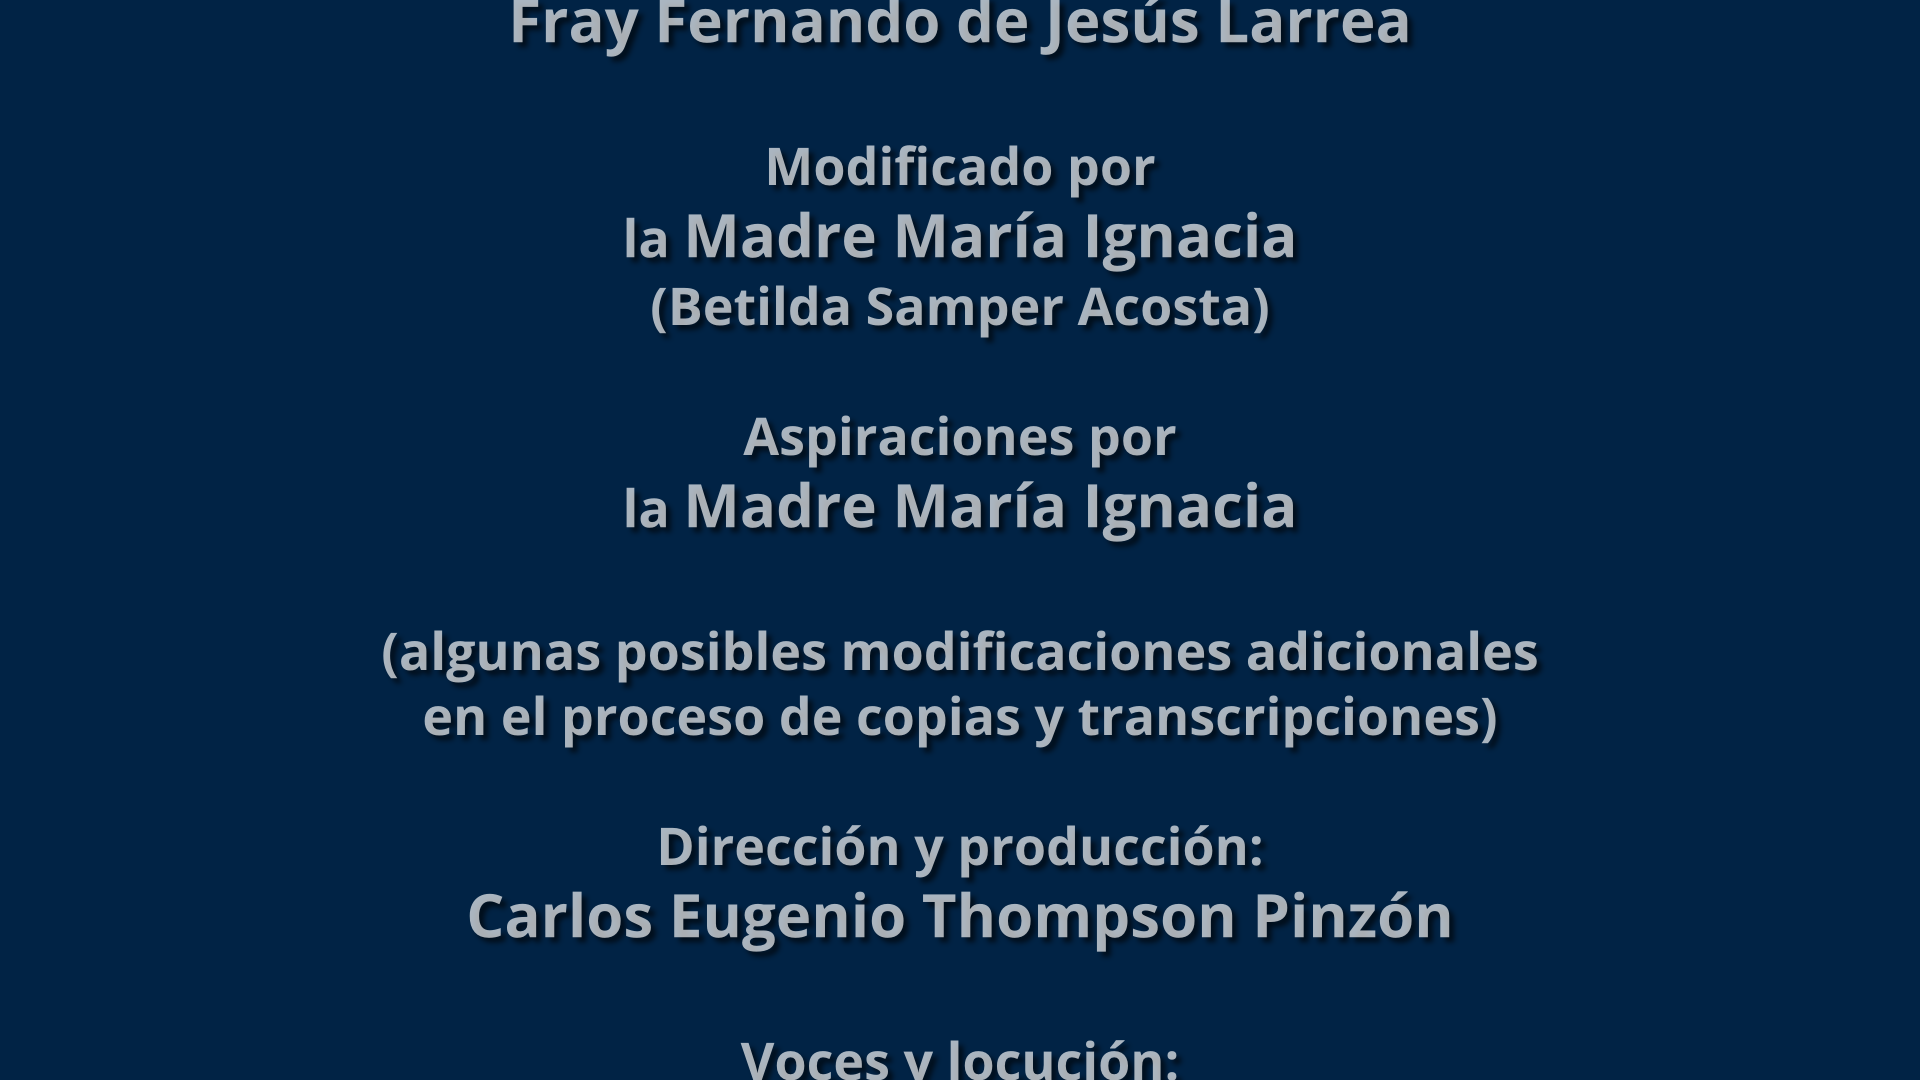 Fray Fernando de Jesús Larrea
Modificado por
la Madre María Ignacia
(Betilda Samper Acosta)
Aspiraciones por
la Madre María Ignacia
(algunas posibles modificaciones adicionales
en el proceso de copias y transcripciones)
Dirección y producción:
Carlos Eugenio Thompson Pinzón
Voces y locución: